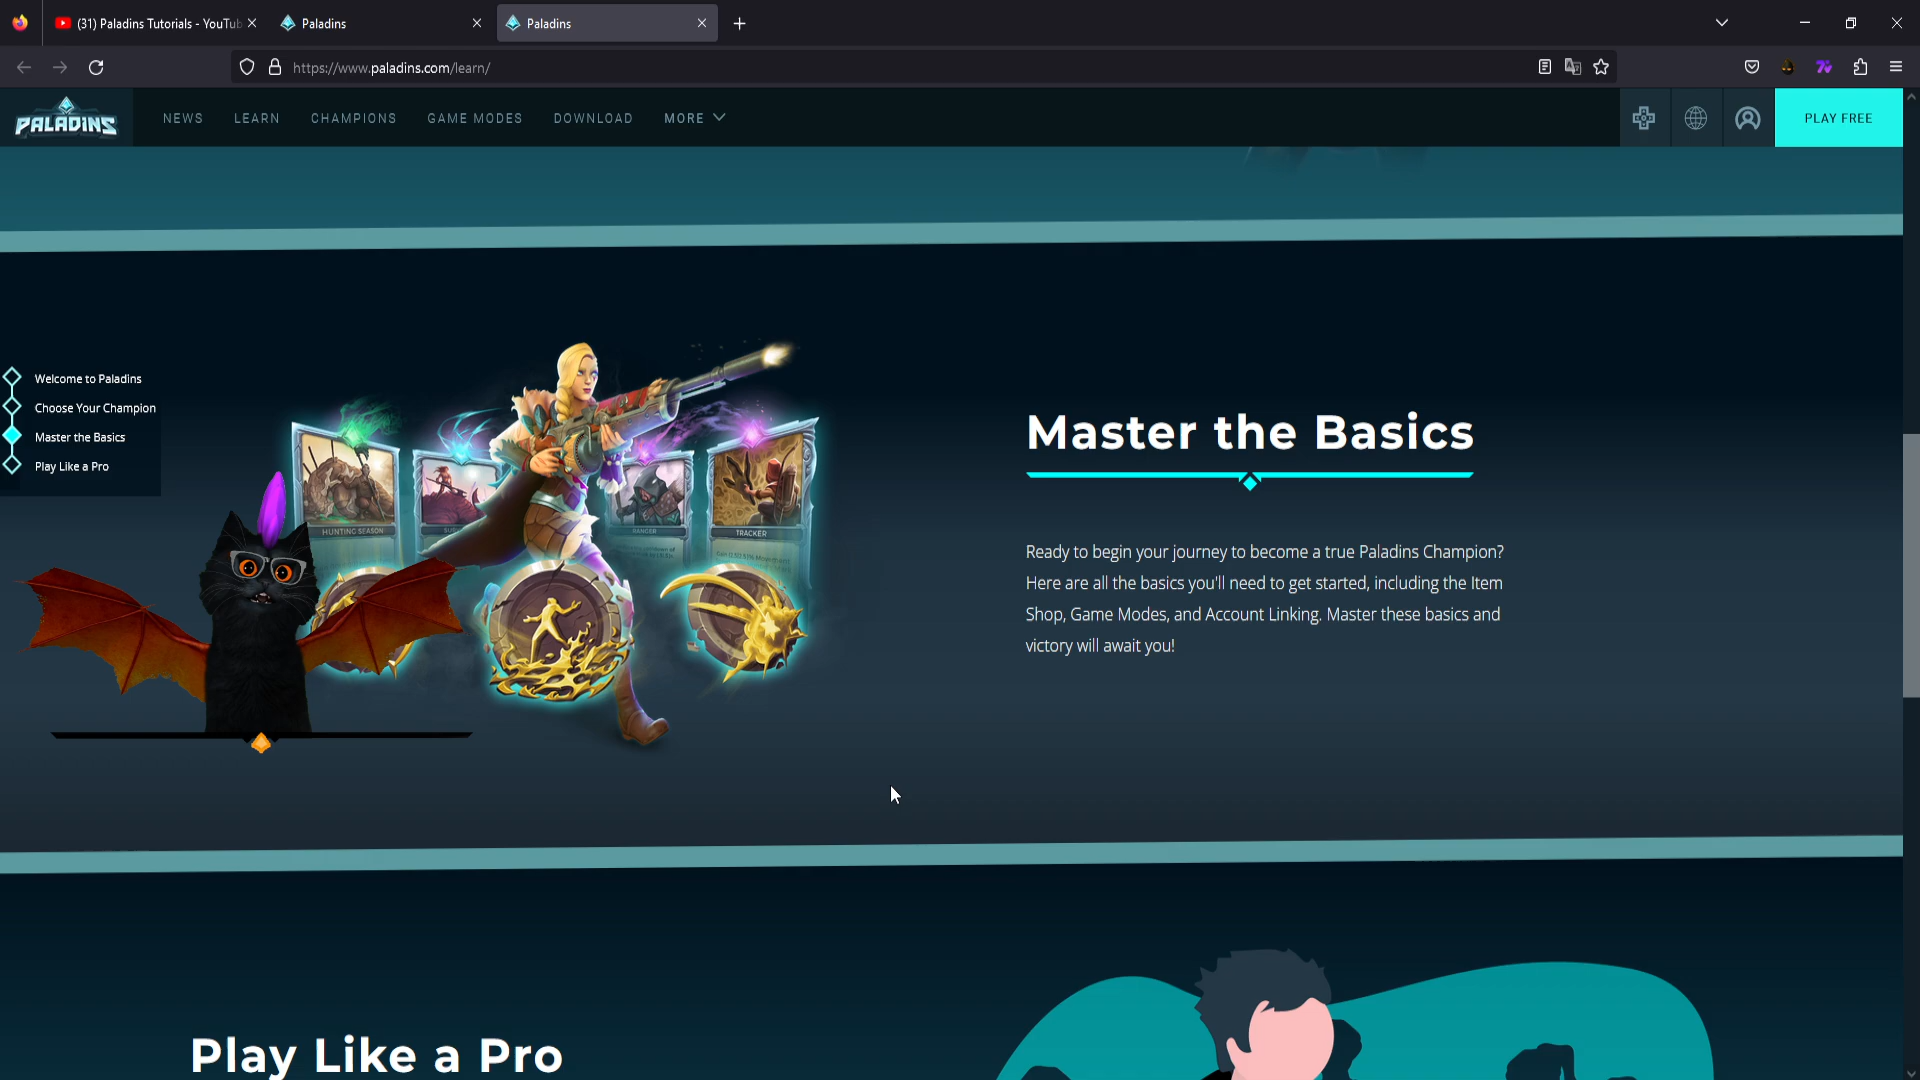 (31) Paladins Tutorials - YouTub
Paladins
Paladins
https://www.paladins.com/learn/
PALADINS
NEWS
LEARN
CHAMPIONS
GAME MODES
DOWNLOAD
MORE
PLAY FREE
Welcome to Paladins
Choose Your Champion
Master the Basics
Play Like a Pro
HUNTING SEASON
RANGER
TRACKER
Master the Basics
Ready to begin your journey to become a true Paladins Champion?
Here are all the basics you'll need to get started, including the Item
Shop, Game Modes, and Account Linking. Master these basics and
victory will await you!
Play Like a Pro